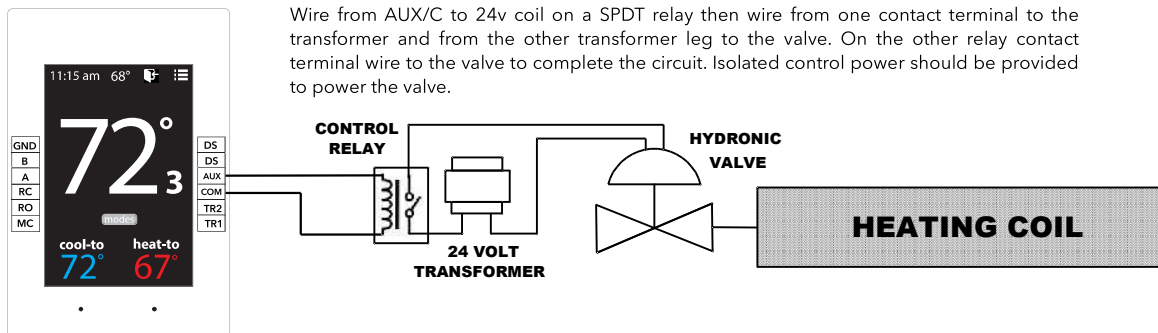 Wire from AUX/C to 24v coil on a SPDT relay then wire from one contact terminal to the
transformer and from the other transformer leg to the valve. On the other relay contact
terminal wire to the valve to complete the circuit. Isolated control power should be provided
to power the valve.
11:15 am 68°
72°
3
modes
cool-to heat-to
72° 67°
GND
B
A
RC
RO
MC
DS
DS
AUX
COM
TR2
TR1
CONTROL
RELAY
24 VOLT
TRANSFORMER
HYDRONIC
VALVE
HEATING COIL